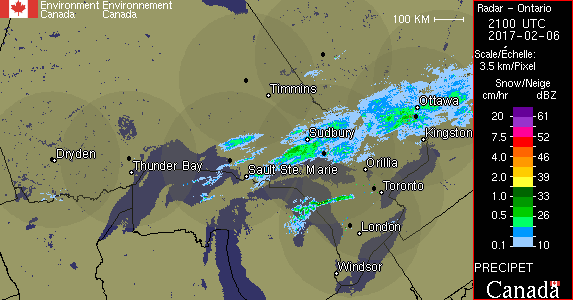 Environment Environnement
Canada Canada
100 KM
Timmins
Ottawa
Sudbury
Kingston
Dryden
Thunder Bay
Sault Ste. Marie
Orillia
Toronto
London
Windsor
Radar - Ontario
2100 UTC
2017-02-06
Scale/Échelle:
3.5 km/Pixel
Snow/Neige
cm/hr dBZ
20 61
7.5 52
4.0 46
2.0 39
1.0 33
0.5 26
0.1 10
PRECIPET
Canada